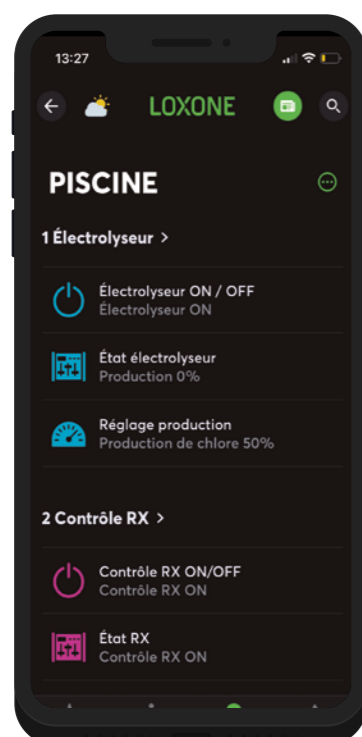 13:27
LOXONE
PISCINE
1 Électrolyseur >
Électrolyseur ON / OFF
Électrolyseur ON
État électrolyseur
Production 0%
Réglage production
Production de chlore 50%
2 Contrôle RX >
Contrôle RX ON/OFF
Contrôle RX ON
État RX
Contrôle RX ON